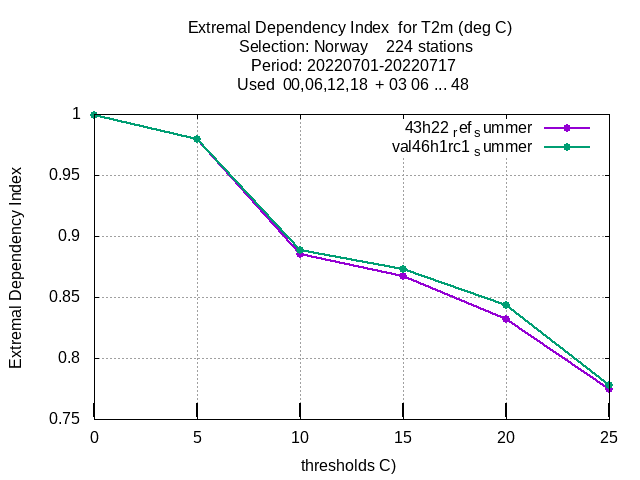 Extremal Dependency Index  for T2m (deg C)
Selection: Norway    224 stations
Period: 20220701-20220717
Used  00,06,12,18  + 03 06 ... 48
43h22 ref summer
val46h1rc1 summer
1
0.95
0.9
0.85
0.8
0.75
Extremal Dependency Index
0 5 10 15 20 25
thresholds C)